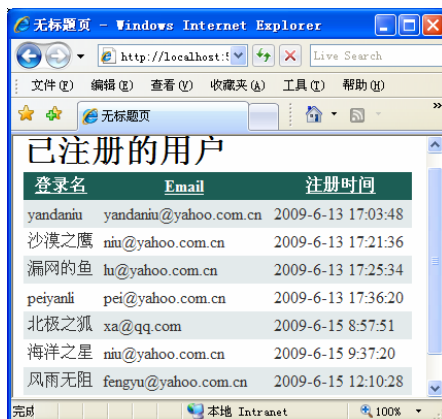 无标题页 - Windows Internet Explorer
http://localhost:5 Live Search
文件(F) 编辑(E) 查看(V) 收藏夹(A) 工具(T) 帮助(H)
无标题页 »
已注册的用户
登录名 Email 注册时间
yandaniu yandaniu@yahoo.com.cn 2009-6-13 17:03:48
沙漠之鹰 niu@yahoo.com.cn 2009-6-13 17:21:36
漏网的鱼 lu@yahoo.com.cn 2009-6-13 17:25:34
peiyanli pei@yahoo.com.cn 2009-6-13 17:36:20
北极之狐 xa@qq.com 2009-6-15 8:57:51
海洋之星 niu@yahoo.com.cn 2009-6-15 9:37:20
风雨无阻 fengyu@yahoo.com.cn 2009-6-15 12:10:28
完成 本地 Intranet 100%